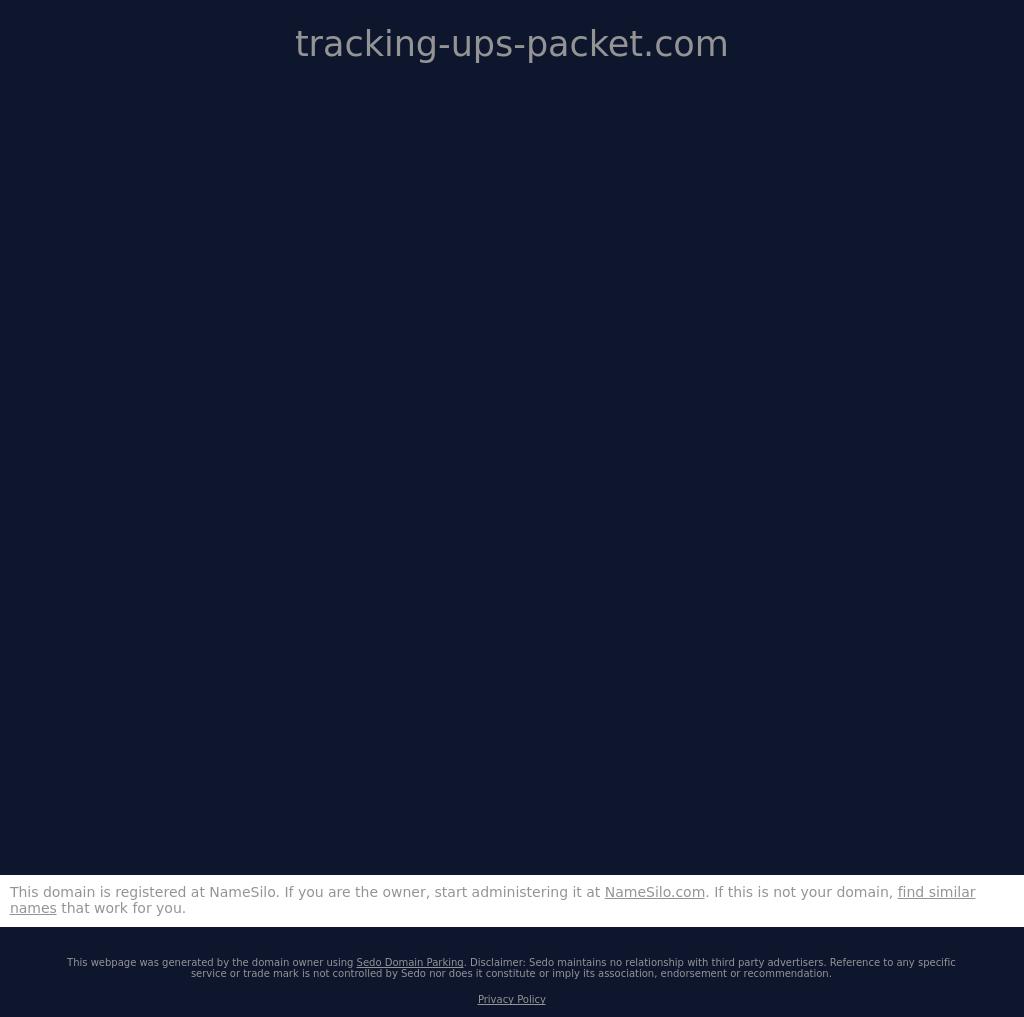 tracking-ups-packet.com
This domain is registered at NameSilo. If you are the owner, start administering it at NameSilo.com. If this is not your domain, find similar
names that work for you.
This webpage was generated by the domain owner using Sedo Domain Parking. Disclaimer: Sedo maintains no relationship with third party advertisers. Reference to any specific
service or trade mark is not controlled by Sedo nor does it constitute or imply its association, endorsement or recommendation.
Privacy Policy